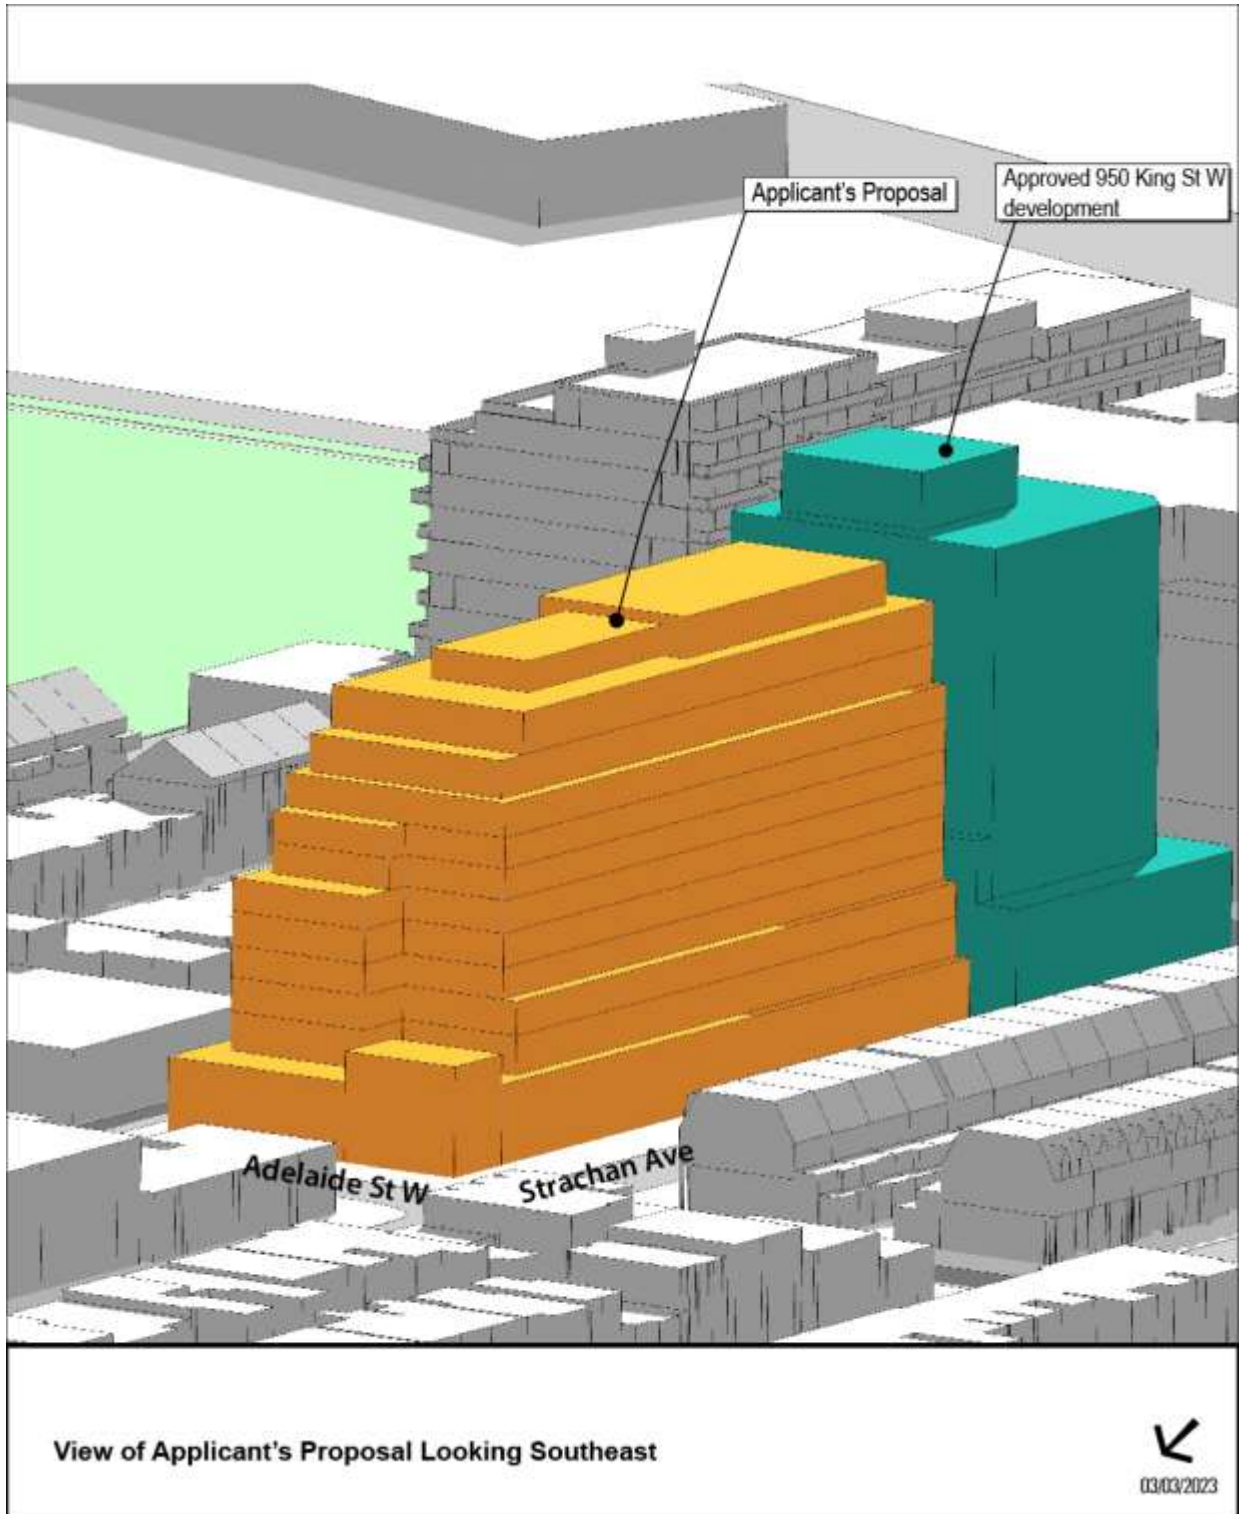 Applicant's Proposal
Approved 950 King St W
development
Adelaide St W
Strachan Ave
View of Applicant's Proposal Looking Southeast
03/03/2023